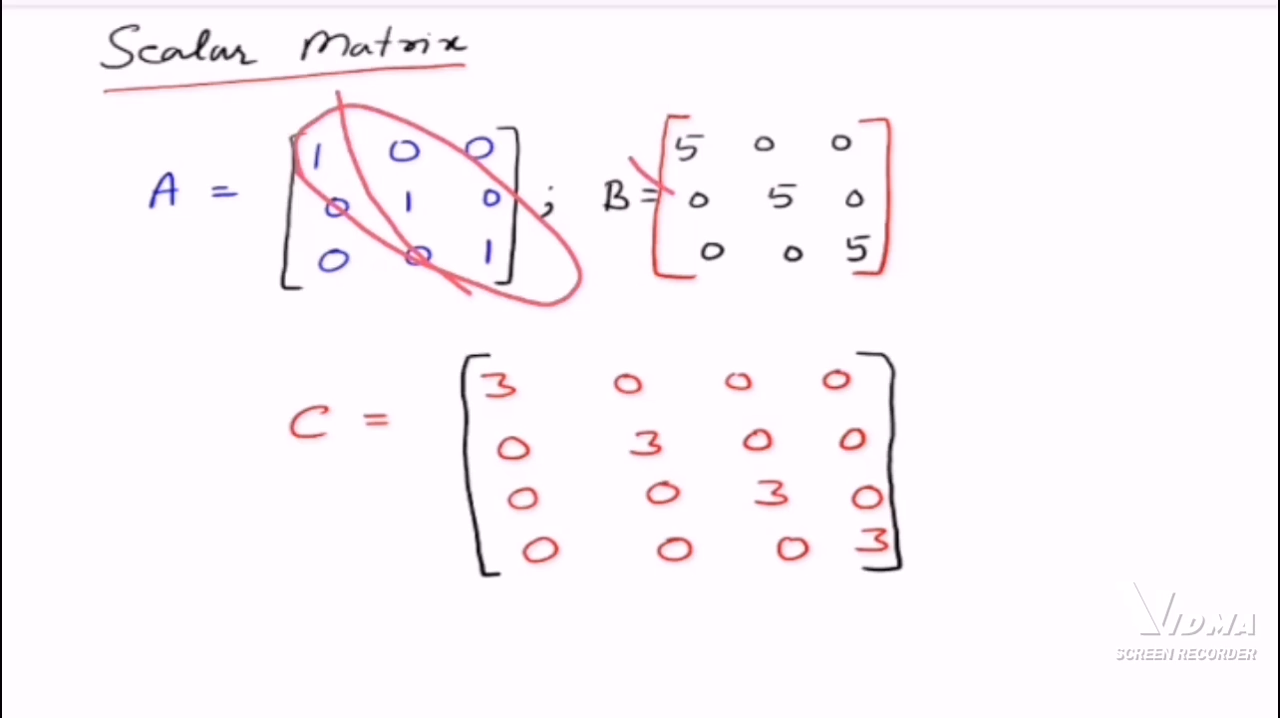 Scalar Matrix
A = [1 0 0
0 1 0
0 0 1] ; B = [5 0 0
0 5 0
0 0 5]
C = [3 0 0 0
0 3 0 0
0 0 3 0
0 0 0 3]
VIDMA
SCREEN RECORDER